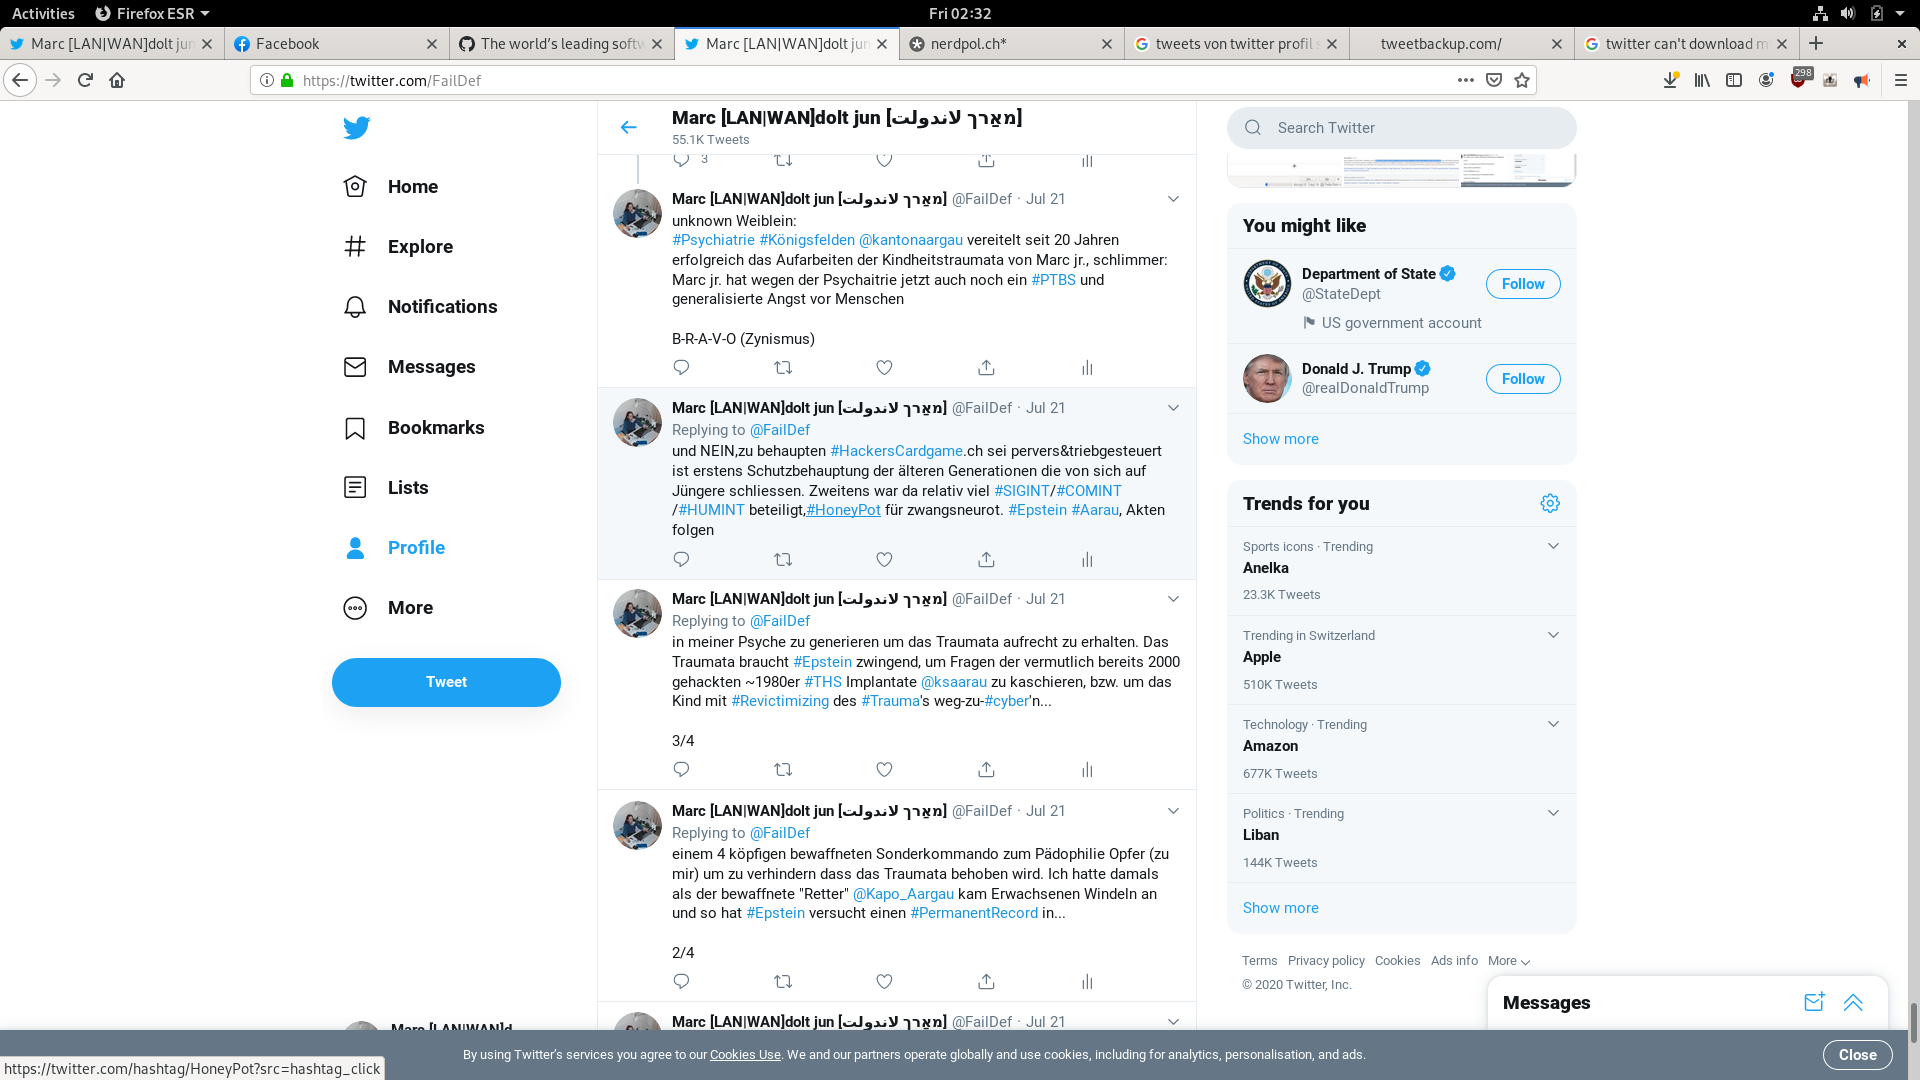 Activities
Firefox ESR
Fri 02:32
Marc [LAN|WAN]dolt jun
Facebook
The world's leading softw
Marc [LAN|WAN]dolt jun
nerdpol.ch*
tweets von twitter profil s
tweetbackup.com/
twitter can't download m
https://twitter.com/FailDef
298
Home
Explore
Notifications
Messages
Bookmarks
Lists
Profile
More
Tweet
Marc [LAN|WAN]dolt jun [מאַרך לאנדולת]
55.1K Tweets
3
Marc [LAN|WAN]dolt jun [מאַרך לאנדולת] @FailDef · Jul 21
unknown Weiblein:
#Psychiatrie #Königsfelden @kantonaargau vereitelt seit 20 Jahren
erfolgreich das Aufarbeiten der Kindheitstraumata von Marc jr., schlimmer:
Marc jr. hat wegen der Psychaitrie jetzt auch noch ein #PTBS und
generalisierte Angst vor Menschen
B-R-A-V-O (Zynismus)
Marc [LAN|WAN]dolt jun [מאַרך לאנדולת] @FailDef · Jul 21
Replying to @FailDef
und NEIN,zu behaupten #HackersCardgame.ch sei pervers&triebgesteuert
ist erstens Schutzbehauptung der älteren Generationen die von sich auf
Jüngere schliessen. Zweitens war da relativ viel #SIGINT/#COMINT
/#HUMINT beteiligt,#HoneyPot für zwangsneurot. #Epstein #Aarau, Akten
folgen
Marc [LAN|WAN]dolt jun [מאַרך לאנדולת] @FailDef · Jul 21
Replying to @FailDef
in meiner Psyche zu generieren um das Traumata aufrecht zu erhalten. Das
Traumata braucht #Epstein zwingend, um Fragen der vermutlich bereits 2000
gehackten ~1980er #THS Implantate @ksaarau zu kaschieren, bzw. um das
Kind mit #Revictimizing des #Trauma's weg-zu-#cyber'n...
3/4
Marc [LAN|WAN]dolt jun [מאַרך לאנדולת] @FailDef · Jul 21
Replying to @FailDef
einem 4 köpfigen bewaffneten Sonderkommando zum Pädophilie Opfer (zu
mir) um zu verhindern dass das Traumata behoben wird. Ich hatte damals
als der bewaffnete "Retter" @Kapo_Aargau kam Erwachsenen Windeln an
und so hat #Epstein versucht einen #PermanentRecord in...
2/4
Marc [LAN|WAN]dolt jun [מאַרך לאנדולת] @FailDef · Jul 21
Search Twitter
You might like
Department of State
@StateDept
Follow
US government account
Donald J. Trump
@realDonaldTrump
Follow
Show more
Trends for you
Sports icons · Trending
Anelka
23.3K Tweets
Trending in Switzerland
Apple
510K Tweets
Technology · Trending
Amazon
677K Tweets
Politics · Trending
Liban
144K Tweets
Show more
Terms Privacy policy Cookies Ads info More
© 2020 Twitter, Inc.
Messages
Marc [LAN|WAN]d
By using Twitter's services you agree to our Cookies Use. We and our partners operate globally and use cookies, including for analytics, personalisation, and ads.
Close
https://twitter.com/hashtag/HoneyPot?src=hashtag_click